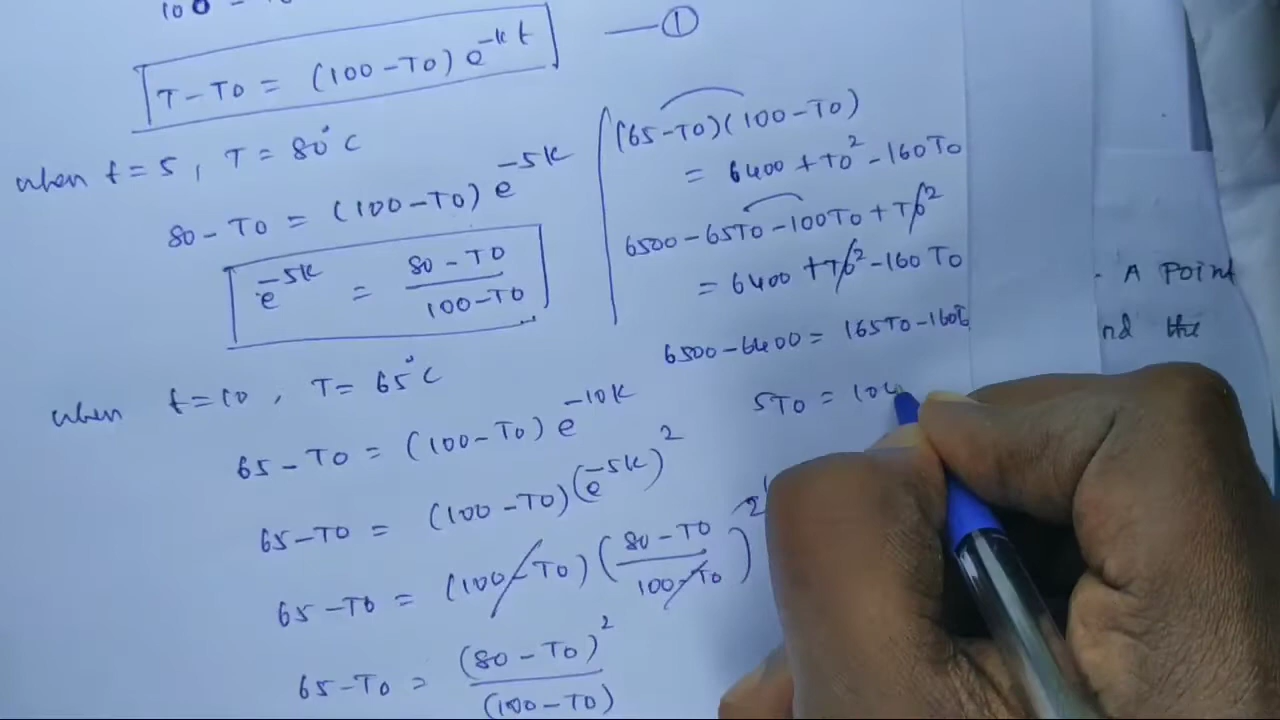 100 -
T - T0 = (100 - T0) e^-kt —— ①
when t = 5, T = 80°C
80 - T0 = (100 - T0) e^-5k
e^-5k = (80 - T0)/(100 - T0)
when t = 10, T = 65°C
65 - T0 = (100 - T0) e^-10k
65 - T0 = (100 - T0)(e^-5k)^2
65 - T0 = (100 - T0)((80 - T0)/(100 - T0))^2
65 - T0 = (80 - T0)^2/(100 - T0)
(65 - T0)(100 - T0)
= 6400 + T0^2 - 160T0
6500 - 65T0 - 100T0 + T0^2
= 6400 + T0^2 - 160T0
6500 - 6400 = 165T0 - 160T0
5T0 = 10
. A point
nd the